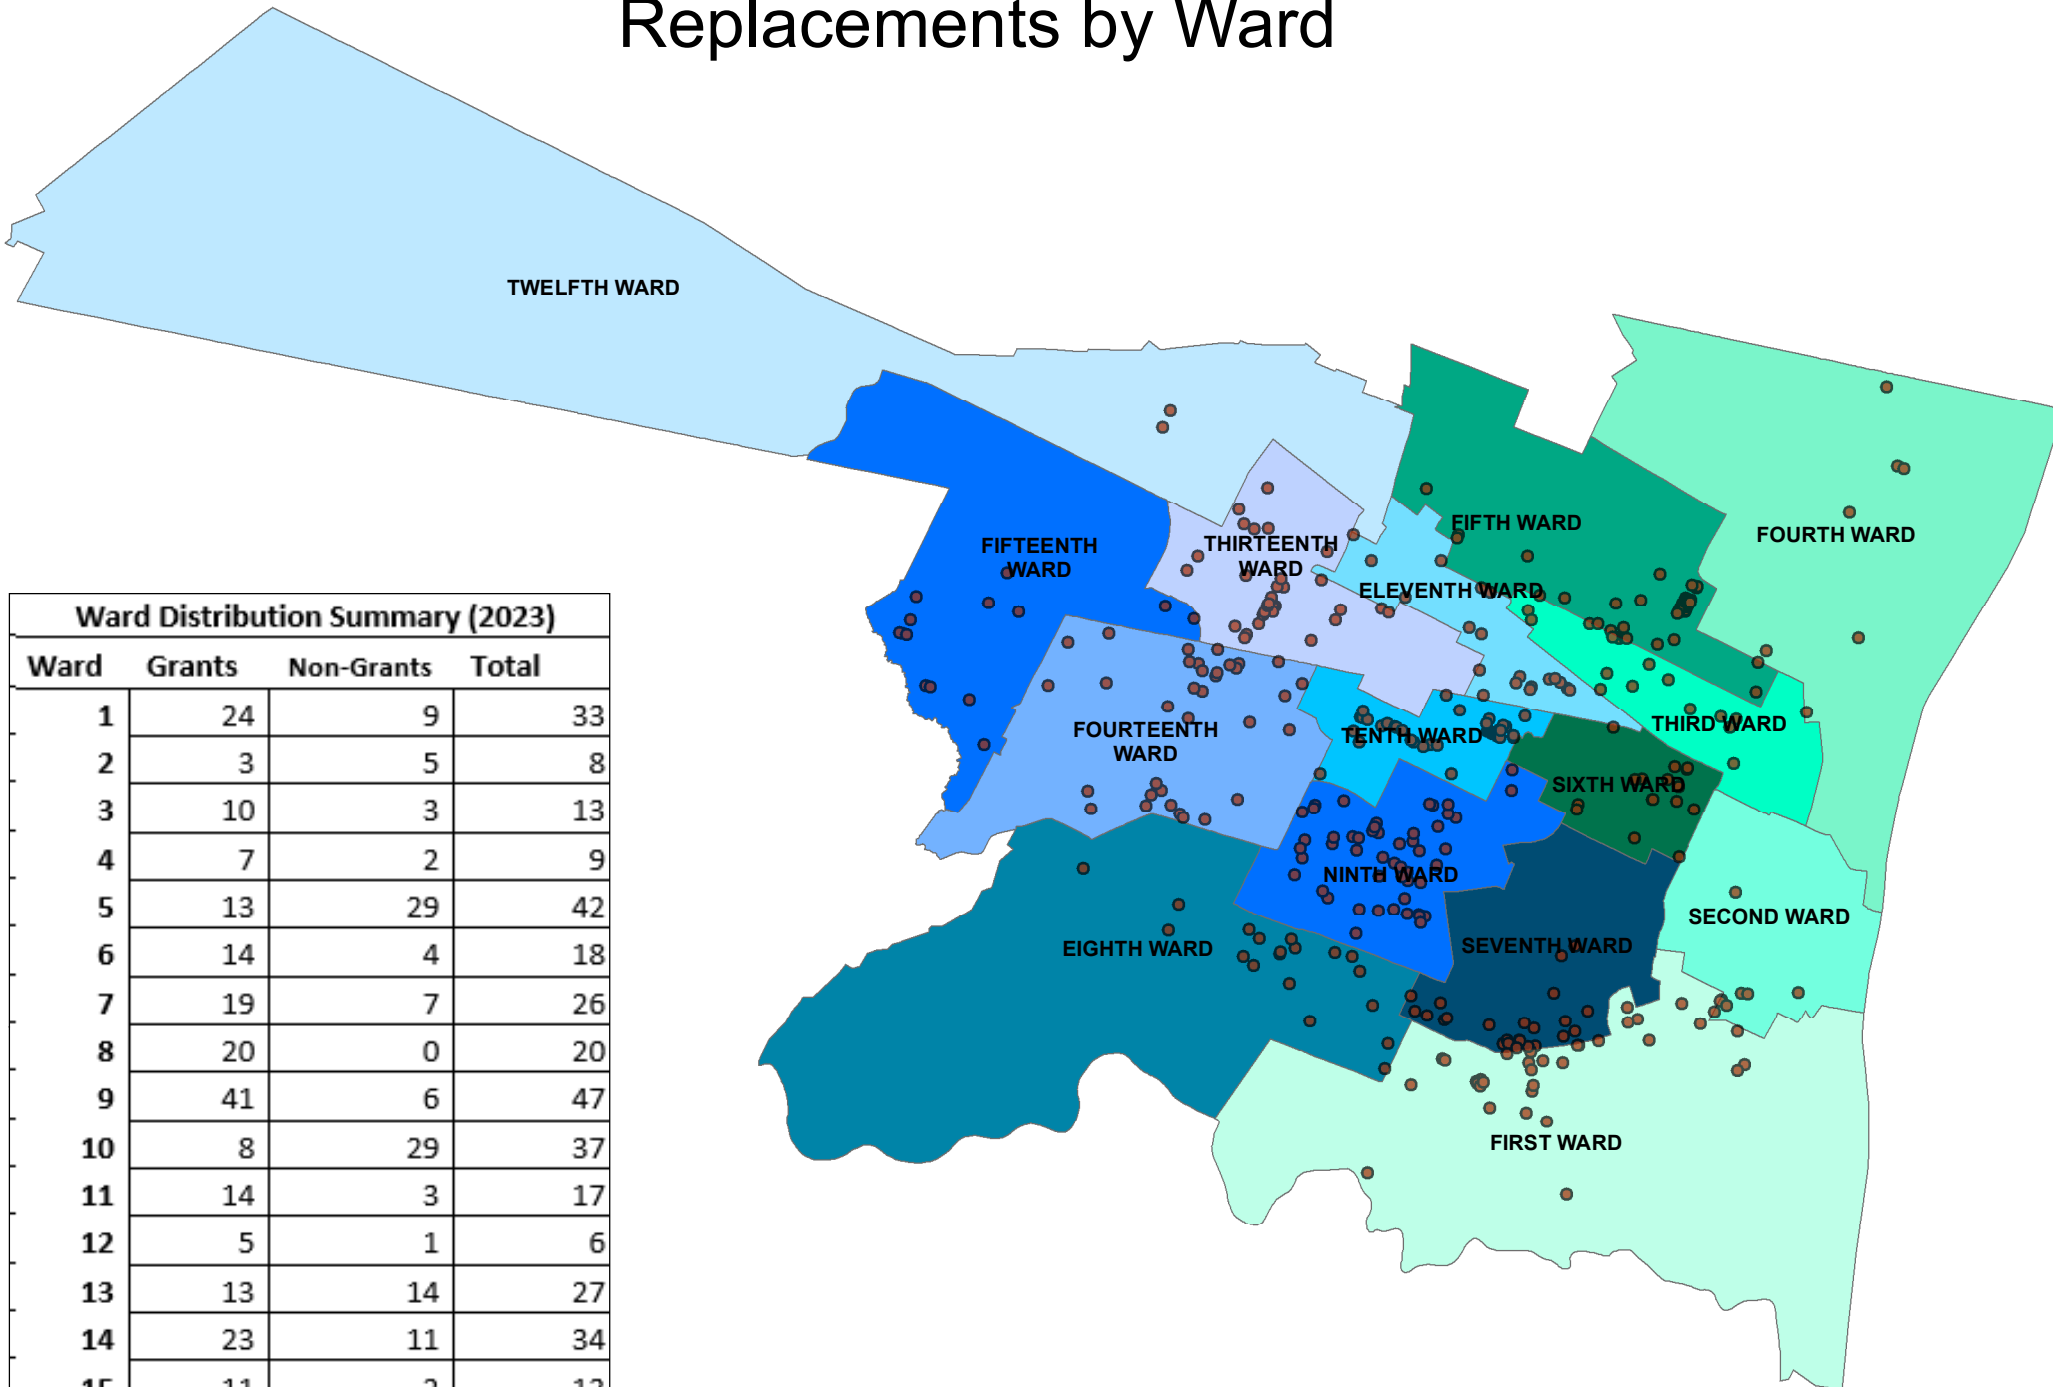 Replacements by Ward
TWELFTH WARD
FIFTH WARD
FOURTH WARD
FIFTEENTH
WARD
THIRTEENTH
WARD
ELEVENTH WARD
THIRD WARD
FOURTEENTH
WARD
TENTH WARD
SIXTH WARD
NINTH WARD
SECOND WARD
EIGHTH WARD
SEVENTH WARD
FIRST WARD
Ward Distribution Summary (2023)
Ward Grants Non-Grants Total
1 24 9 33
2 3 5 8
3 10 3 13
4 7 2 9
5 13 29 42
6 14 4 18
7 19 7 26
8 20 0 20
9 41 6 47
10 8 29 37
11 14 3 17
12 5 1 6
13 13 14 27
14 23 11 34